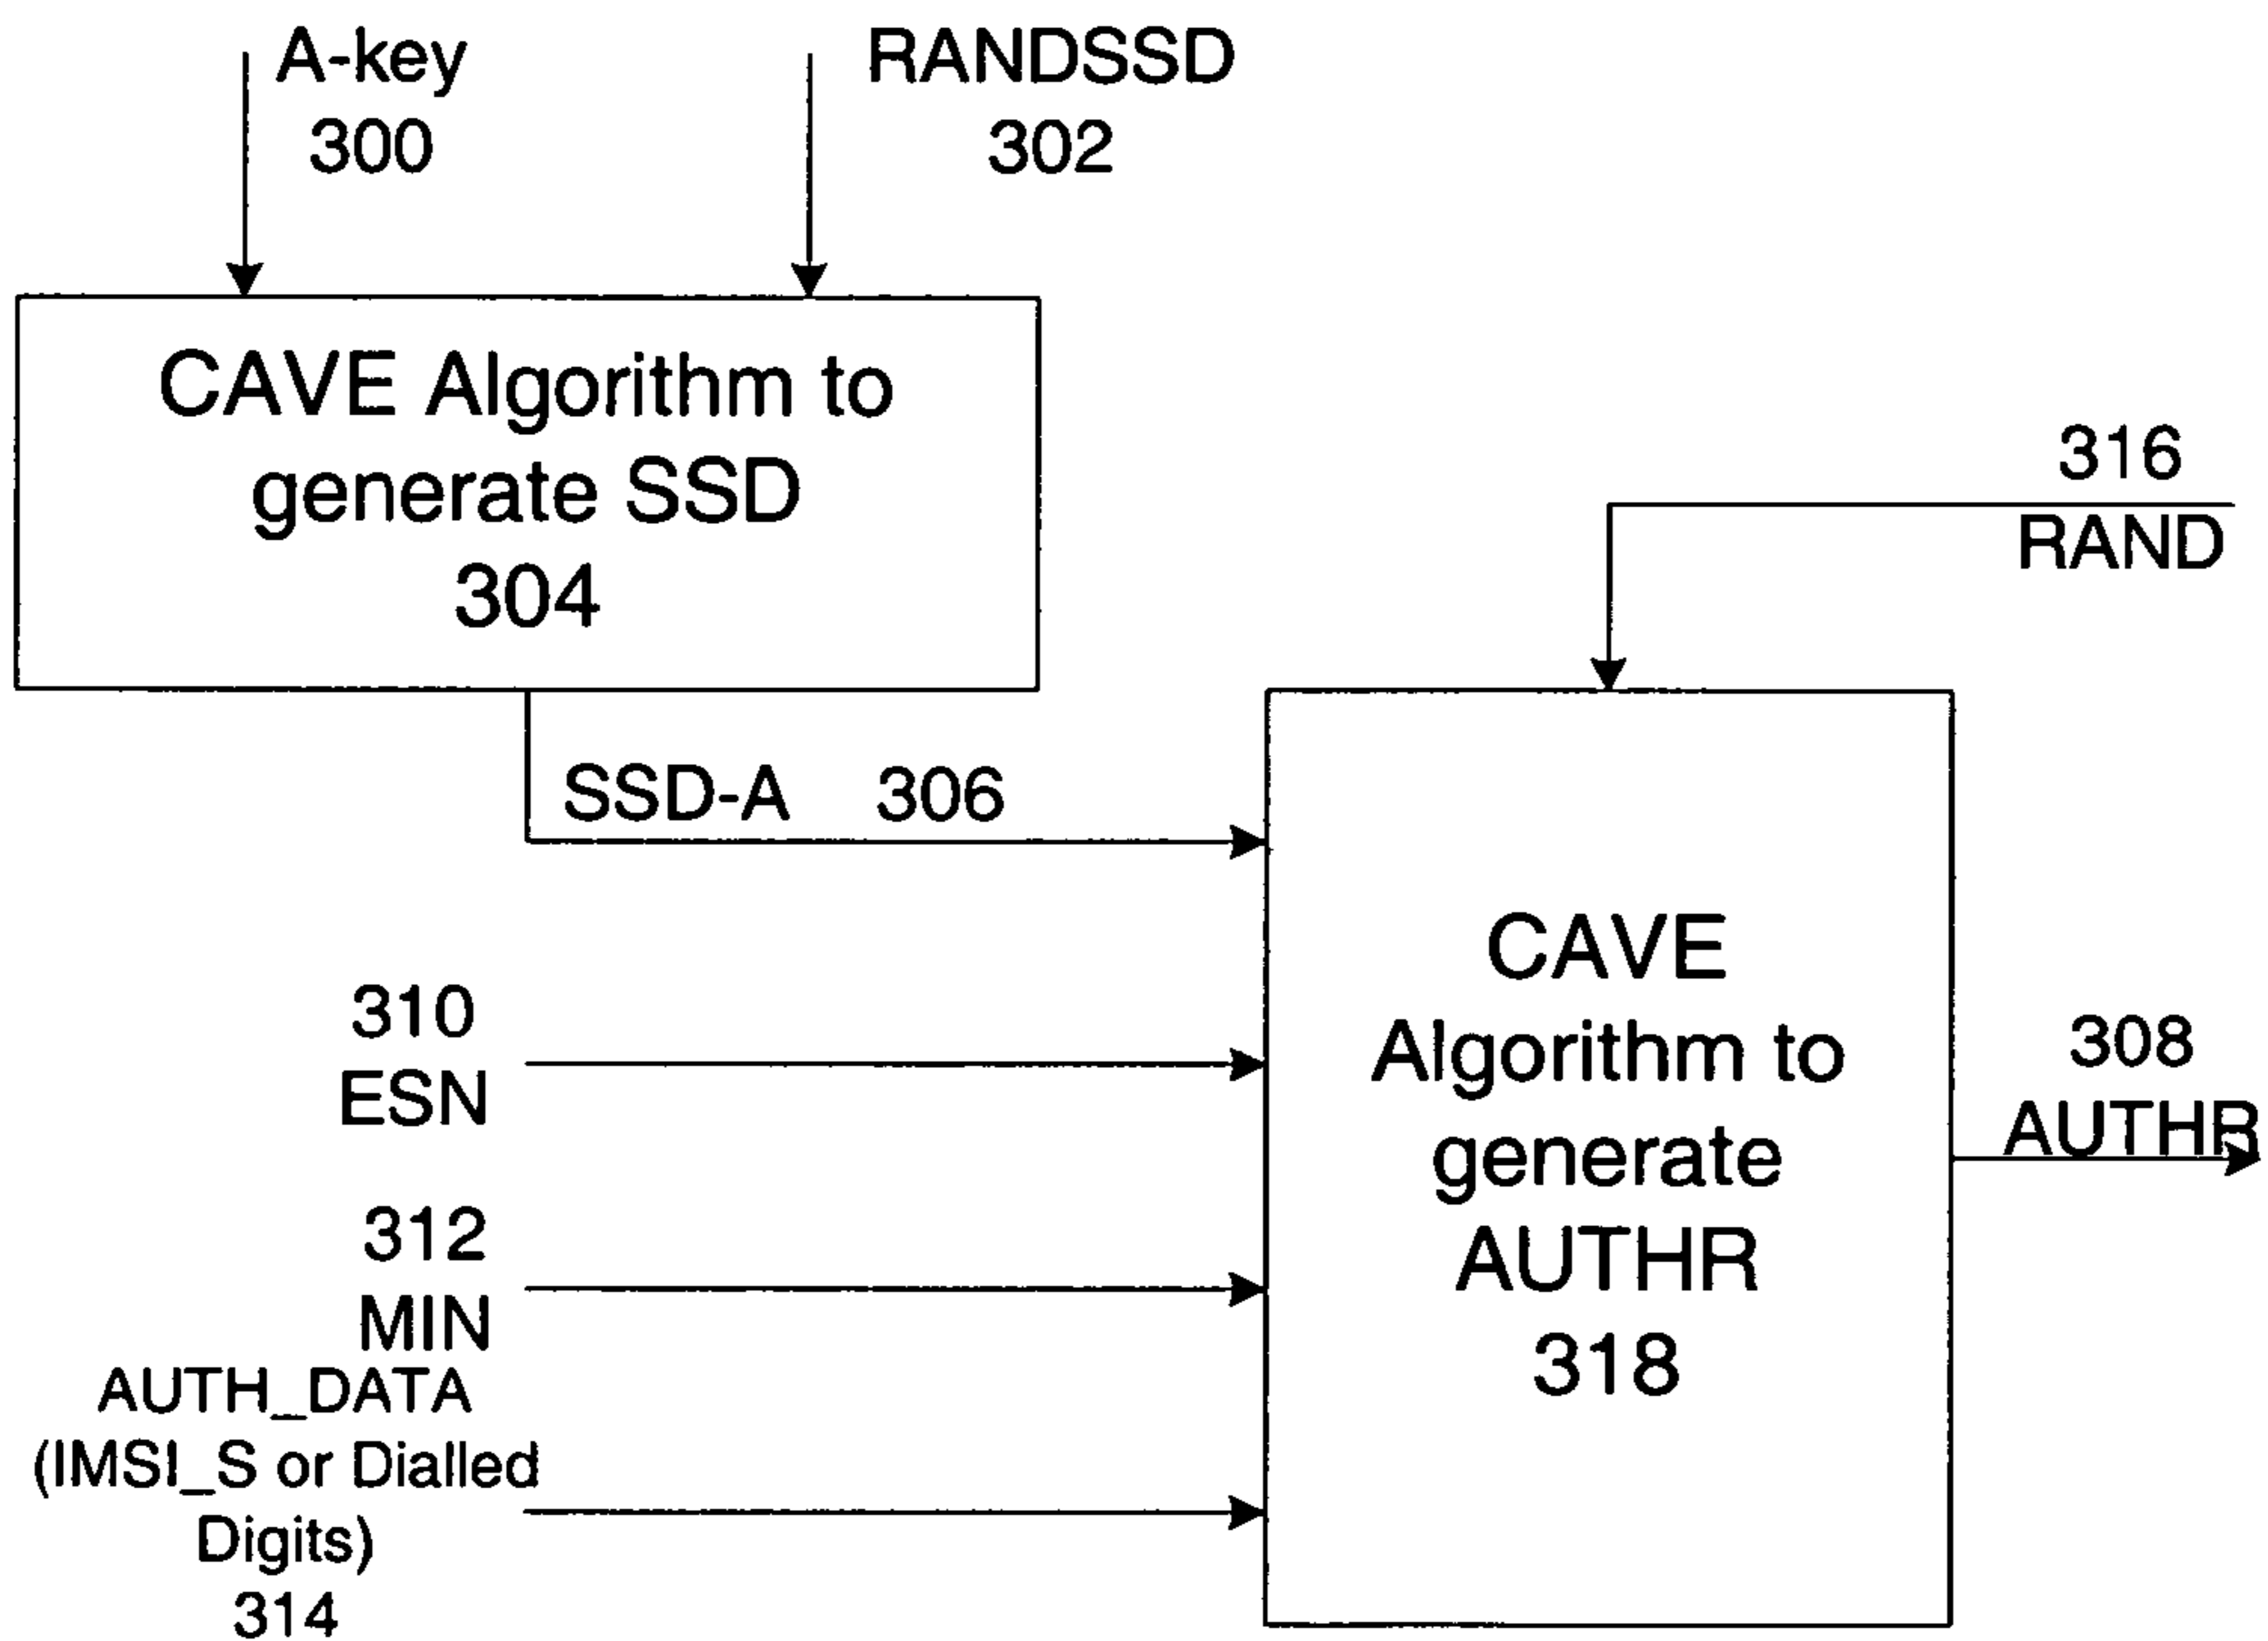 A-key
300
RANDSSD
302
CAVE Algorithm to
generate SSD
304
316
RAND
SSD-A 306
310
ESN
312
MIN
AUTH_DATA
(IMSI_S or Dialled
Digits)
314
CAVE
Algorithm to
generate
AUTHR
318
308
AUTHR